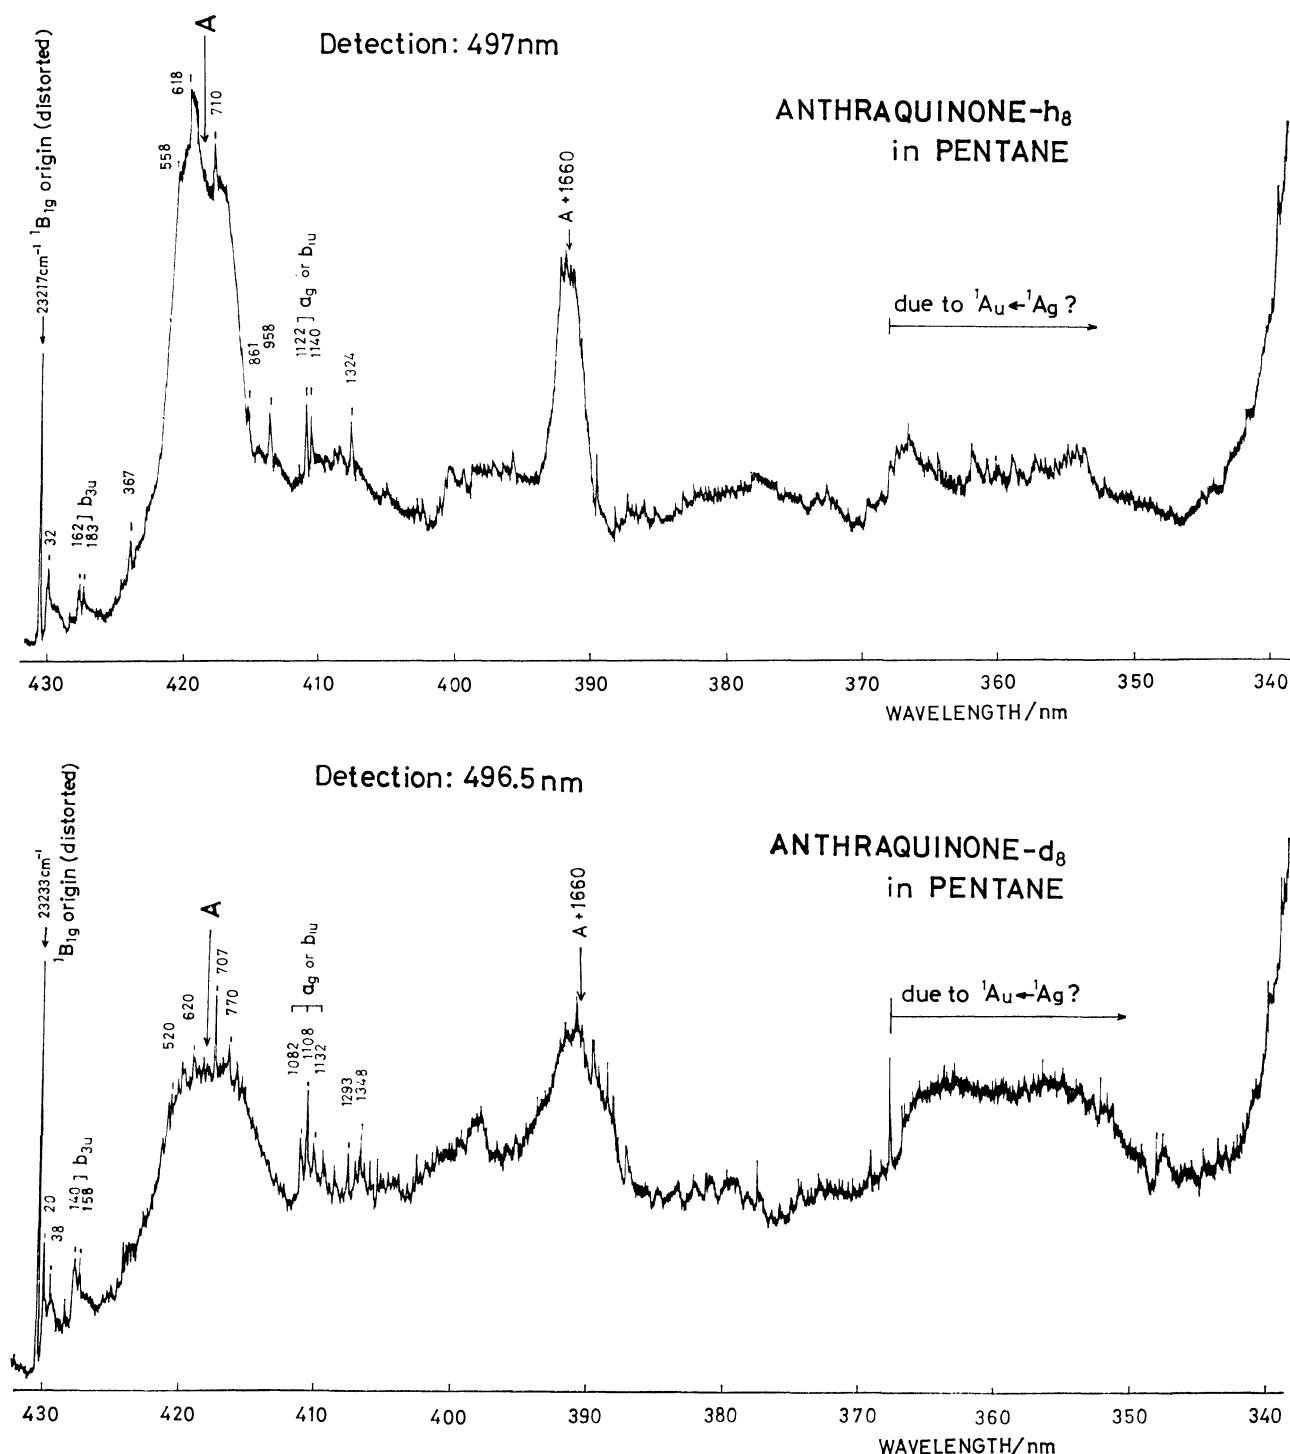 Detection: 497nm
ANTHRAQUINONE-h₈
in PENTANE
A
← 23217cm⁻¹ ¹B₁g origin (distorted)
32
162
183 ] b₃u
367
558
618
710
861
958
1122
1140 ] ag or b₁u
1324
A + 1660
due to ¹Au←¹Ag ?
430 420 410 400 390 380 370 360 350 340
WAVELENGTH/nm
Detection: 496.5nm
ANTHRAQUINONE-d₈
in PENTANE
← 23233cm⁻¹
¹B₁g origin (distorted)
20
38
140
158 ] b₃u
520
620
A
707
770
1082
1108
1132
] ag or b₁u
1293
1348
A + 1660
due to ¹Au←¹Ag ?
430 420 410 400 390 380 370 360 350 340
WAVELENGTH/nm